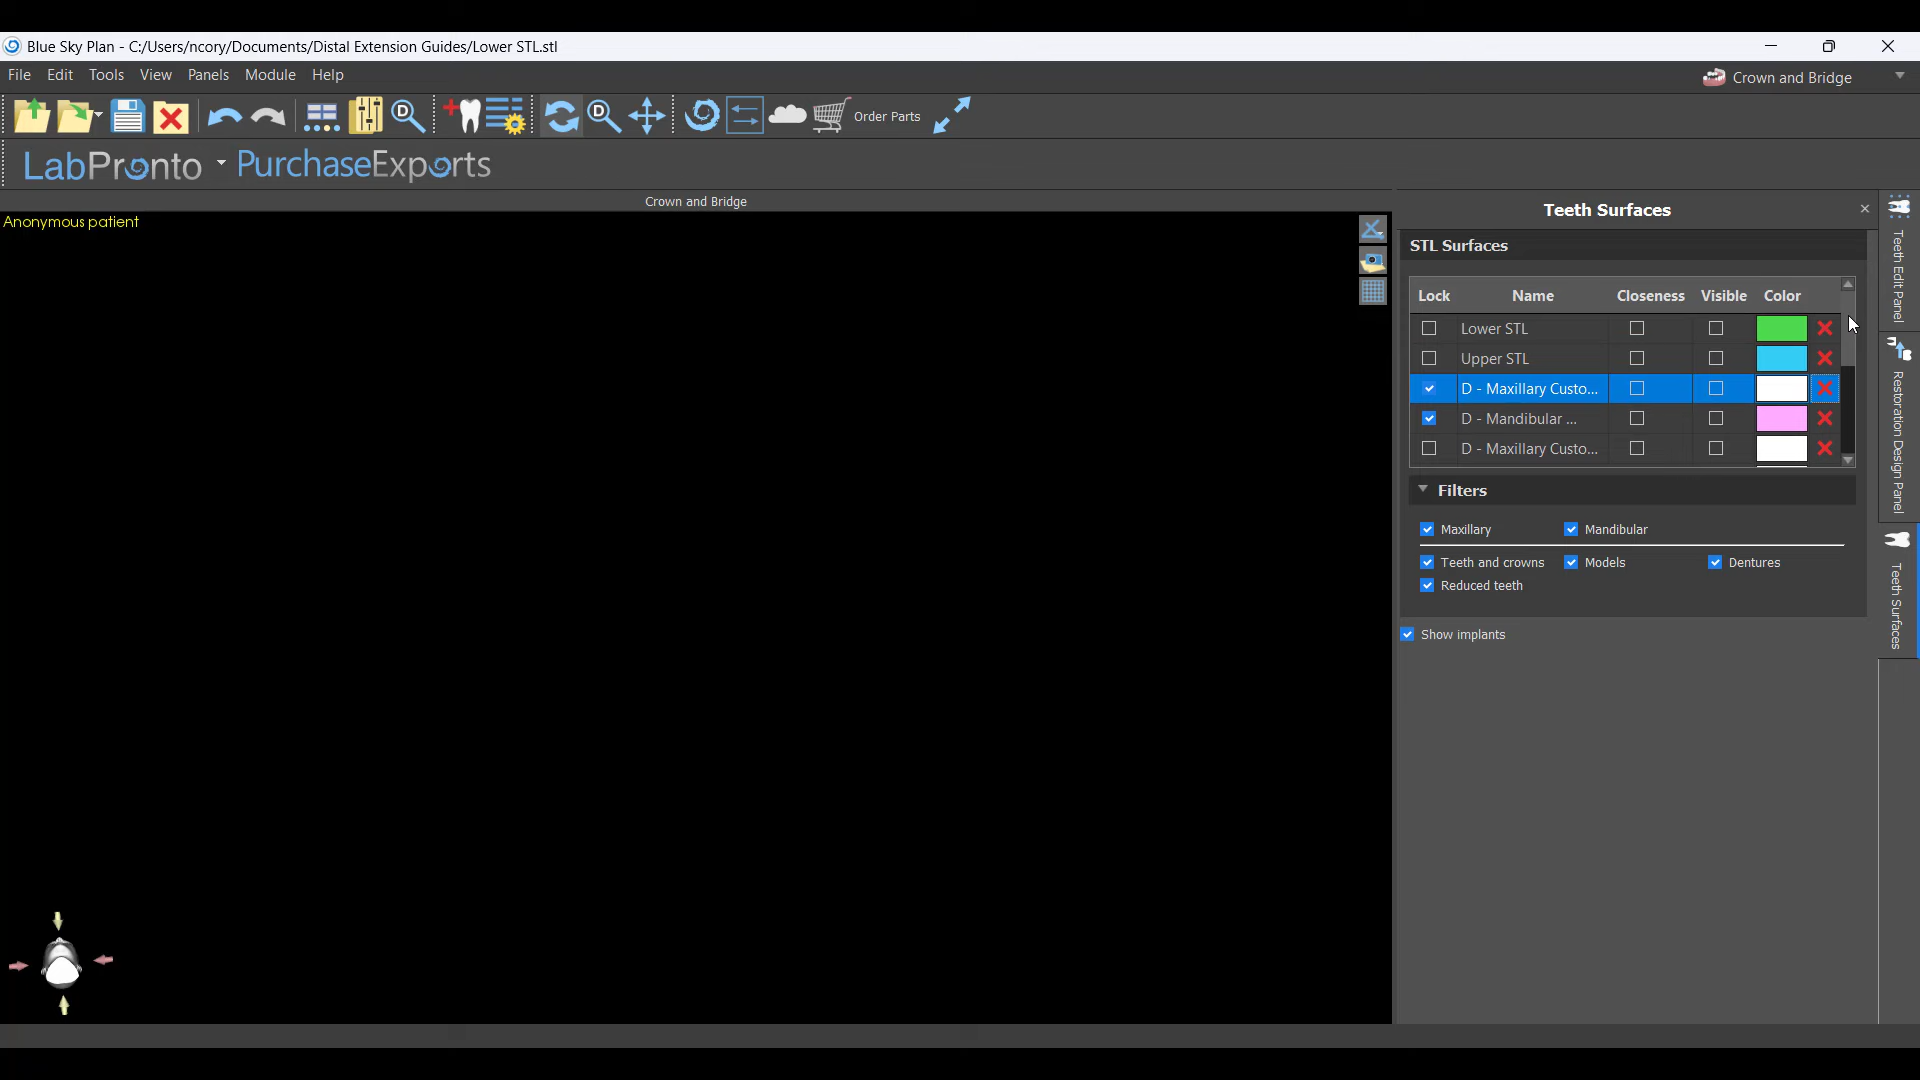 Blue Sky Plan - C:/Users/ncory/Documents/Distal Extension Guides/Lower STL.stl
File Edit Tools View Panels Module Help
Crown and Bridge
Order Parts
LabPronto PurchaseExports
Crown and Bridge
Anonymous patient
Teeth Surfaces
STL Surfaces
Lock Name Closeness Visible Color
Lower STL
Upper STL
D - Maxillary Custo...
D - Mandibular ...
D - Maxillary Custo...
Filters
Maxillary Mandibular
Teeth and crowns Models Dentures
Reduced teeth
Show implants
Teeth Edit Panel
Restoration Design Panel
Teeth Surfaces